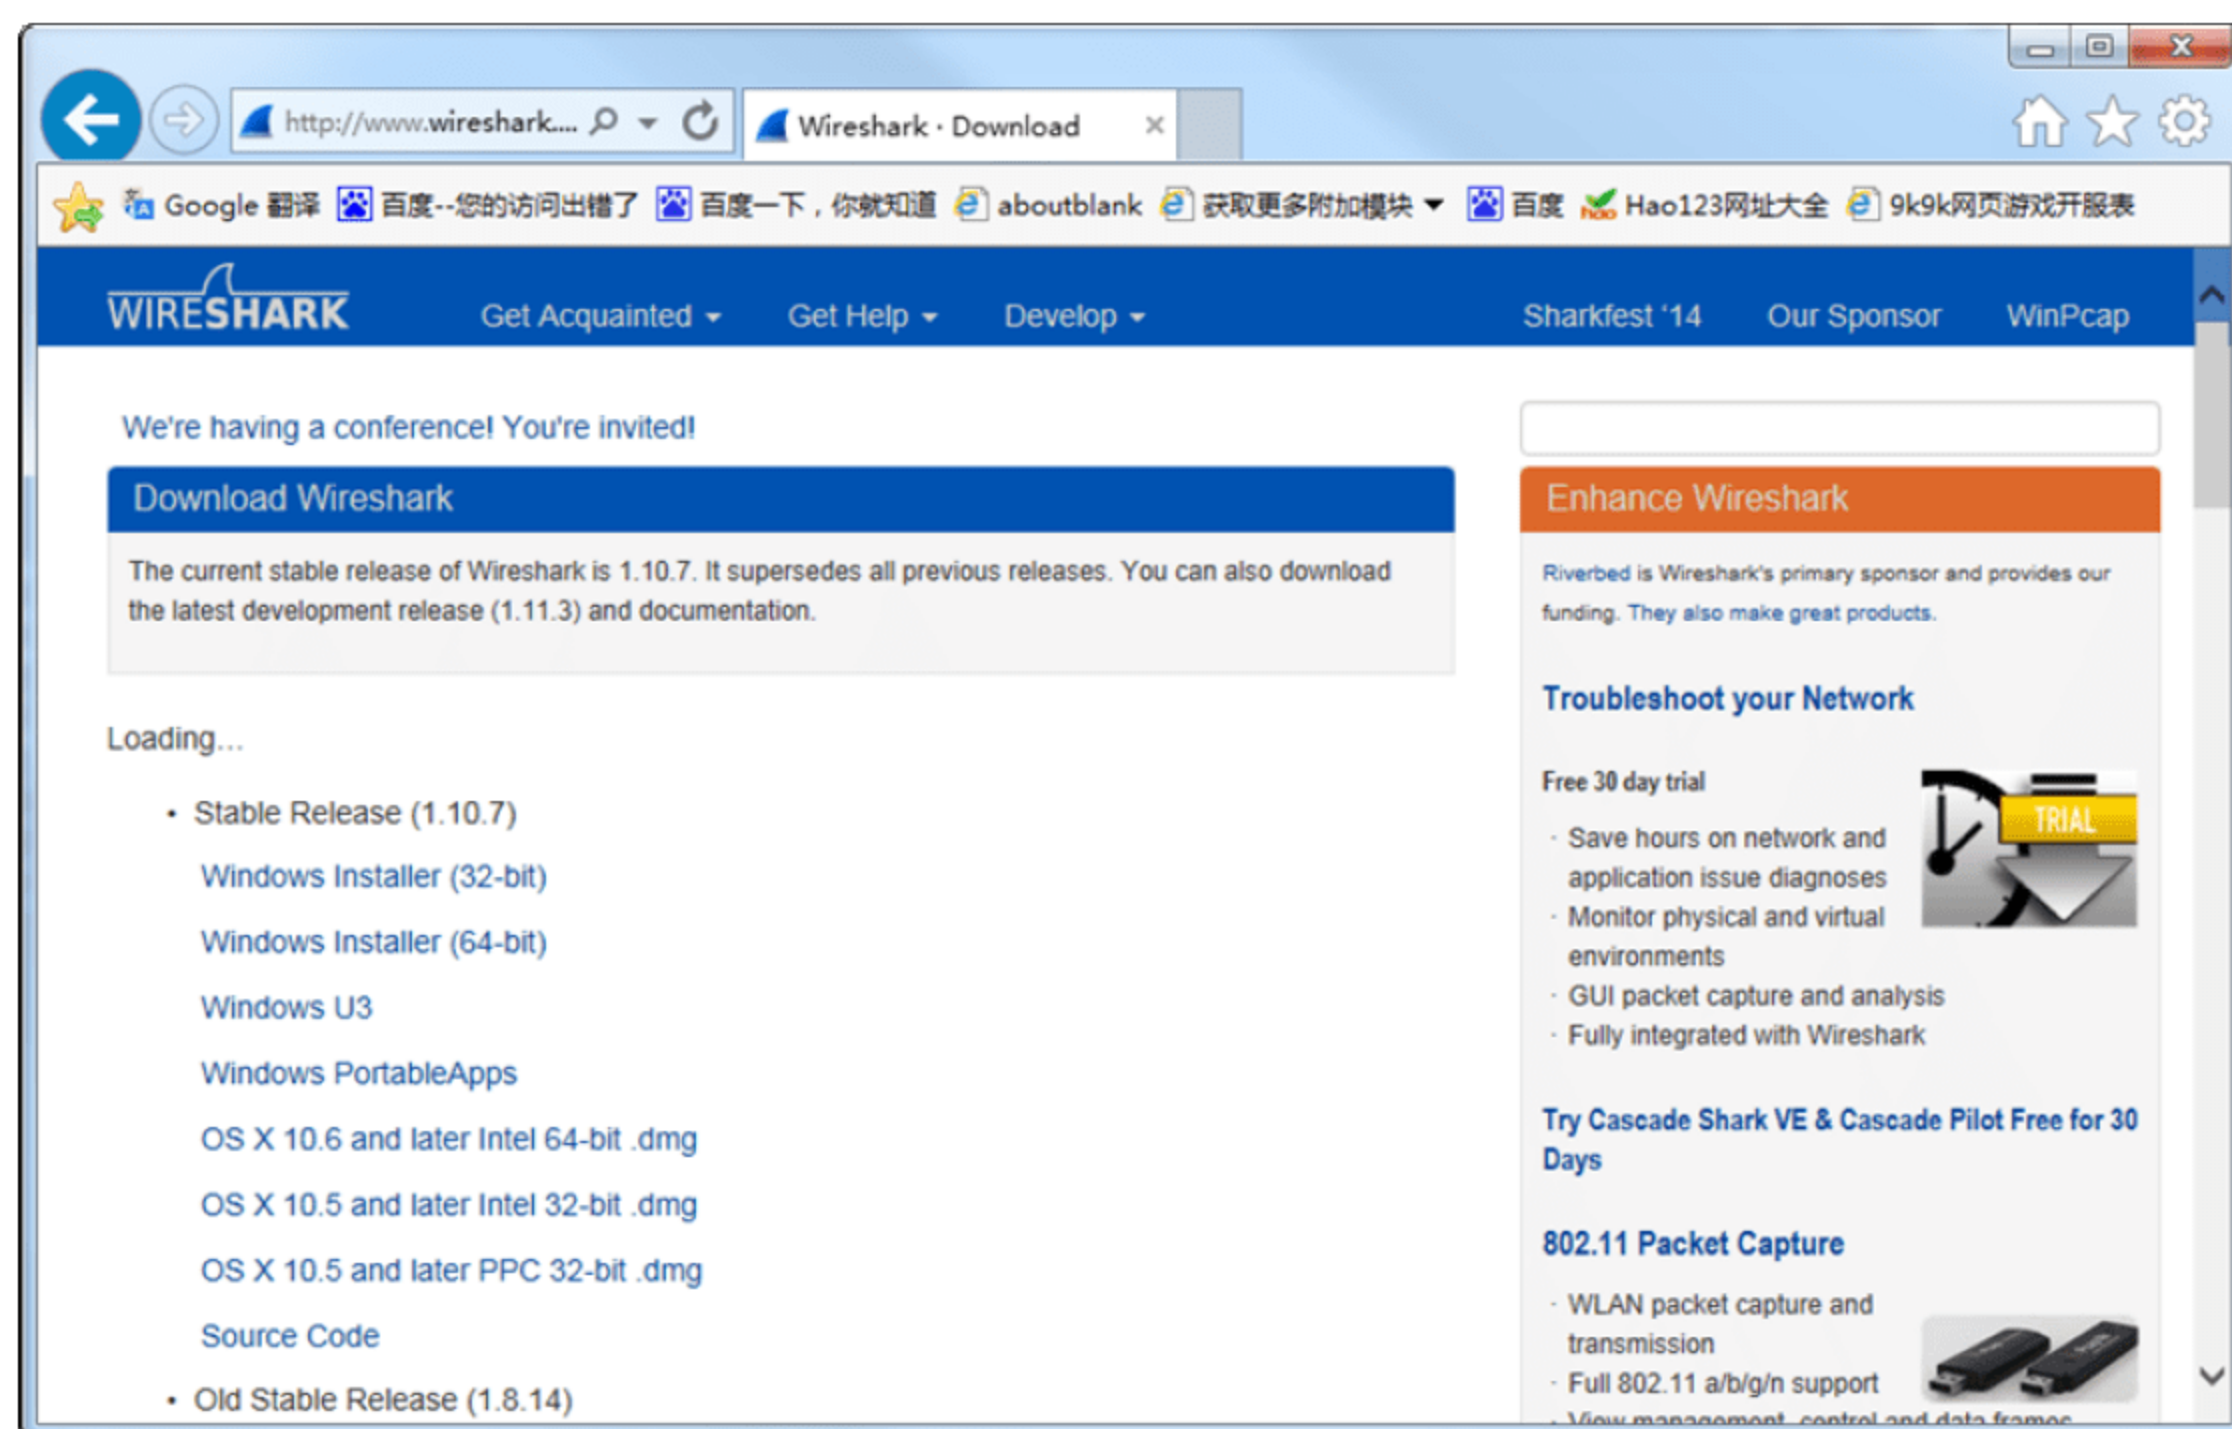 http://www.wireshark....
Wireshark · Download
Google 翻译 百度--您的访问出错了 百度一下，你就知道 aboutblank 获取更多附加模块 百度 Hao123网址大全 9k9k网页游戏开服表
WIRESHARK Get Acquainted Get Help Develop Sharkfest '14 Our Sponsor WinPcap
We're having a conference! You're invited!
Download Wireshark
The current stable release of Wireshark is 1.10.7. It supersedes all previous releases. You can also download
the latest development release (1.11.3) and documentation.
Loading...
• Stable Release (1.10.7)
Windows Installer (32-bit)
Windows Installer (64-bit)
Windows U3
Windows PortableApps
OS X 10.6 and later Intel 64-bit .dmg
OS X 10.5 and later Intel 32-bit .dmg
OS X 10.5 and later PPC 32-bit .dmg
Source Code
• Old Stable Release (1.8.14)
Enhance Wireshark
Riverbed is Wireshark's primary sponsor and provides our
funding. They also make great products.
Troubleshoot your Network
Free 30 day trial
TRIAL
· Save hours on network and
application issue diagnoses
· Monitor physical and virtual
environments
· GUI packet capture and analysis
· Fully integrated with Wireshark
Try Cascade Shark VE & Cascade Pilot Free for 30
Days
802.11 Packet Capture
· WLAN packet capture and
transmission
· Full 802.11 a/b/g/n support
· View management, control and data frames